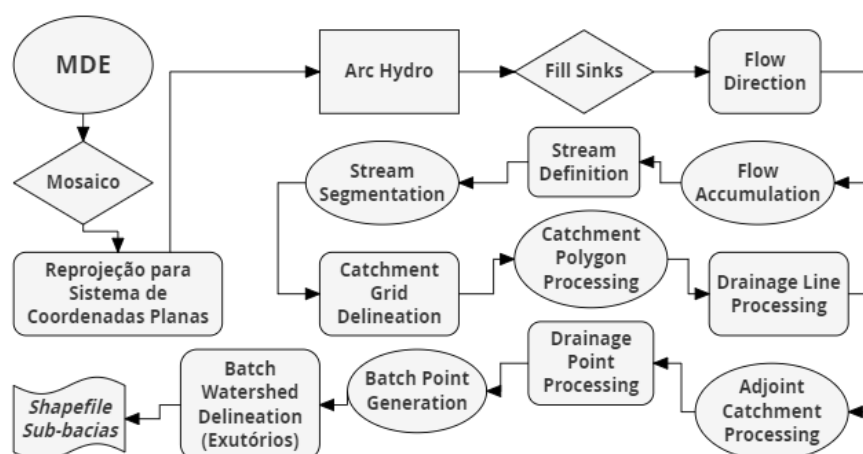 MDE
Mosaico
Reprojeção para
Sistema de
Coordenadas Planas
Arc Hydro
Fill Sinks
Flow
Direction
Flow
Accumulation
Stream
Definition
Stream
Segmentation
Catchment
Grid
Delineation
Catchment
Polygon
Processing
Drainage Line
Processing
Adjoint
Catchment
Processing
Drainage
Point
Processing
Batch Point
Generation
Batch
Watershed
Delineation
(Exutórios)
Shapefile
Sub-bacias